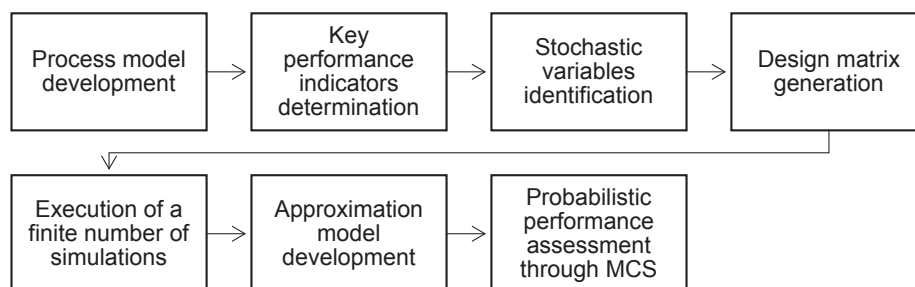 Process model
development
Key
performance
indicators
determination
Stochastic
variables
identification
Design matrix
generation
Execution of a
finite number of
simulations
Approximation
model
development
Probabilistic
performance
assessment
through MCS